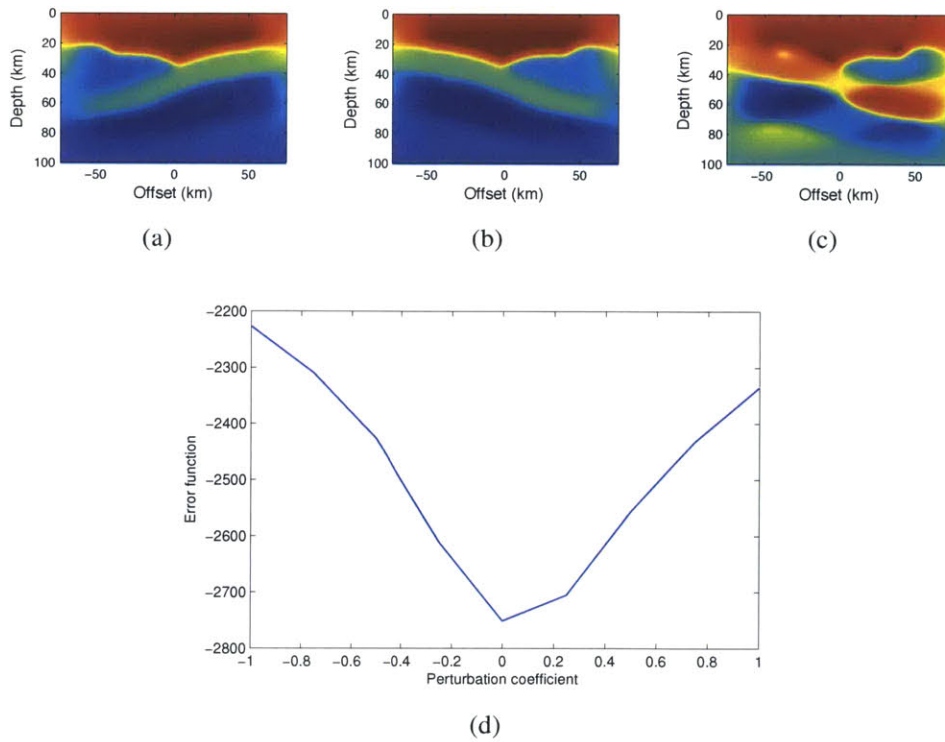 0
20
40
60
80
100
Depth (km)
−50 0 50
Offset (km)
(a)
0
20
40
60
80
100
Depth (km)
−50 0 50
Offset (km)
(b)
0
20
40
60
80
100
Depth (km)
−50 0 50
Offset (km)
(c)
−2200
−2300
−2400
−2500
−2600
−2700
−2800
Error function
−1 −0.8 −0.6 −0.4 −0.2 0 0.2 0.4 0.6 0.8 1
Perturbation coefficient
(d)